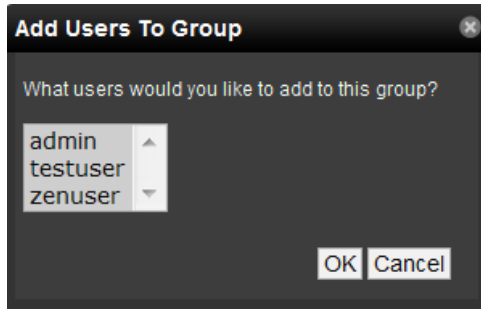 Add Users To Group
What users would you like to add to this group?
admin
testuser
zenuser
OK Cancel